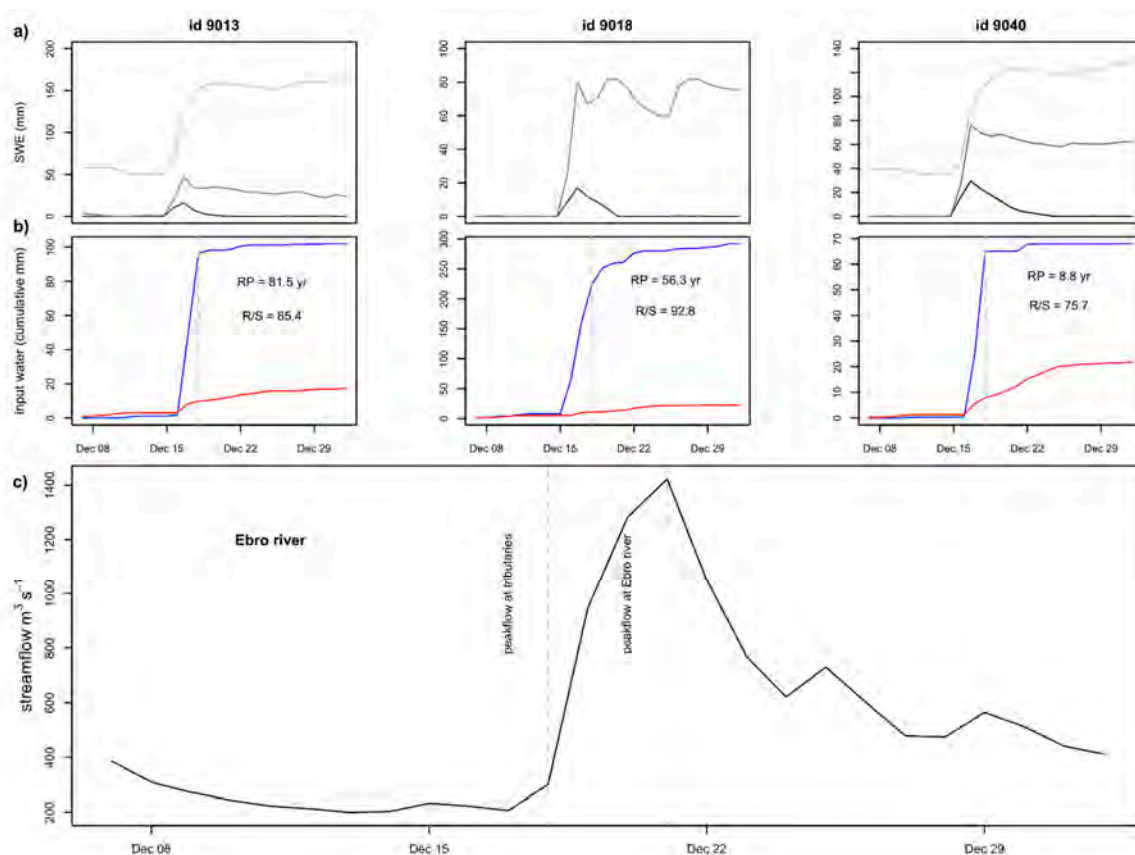 id 9013
id 9018
id 9040
a)
SWE (mm)
200
150
100
50
0
100
80
60
40
20
0
140
120
100
80
60
40
20
0
b)
input water (cumulative mm)
100
80
60
40
20
0
RP = 81.5 yr
R/S = 85.4
300
250
200
150
100
50
0
RP = 56.3 yr
R/S = 92.8
70
60
50
40
30
20
10
0
RP = 8.8 yr
R/S = 75.7
Dec 08 Dec 15 Dec 22 Dec 29
Dec 08 Dec 15 Dec 22 Dec 29
Dec 08 Dec 15 Dec 22 Dec 29
c)
streamflow m³ s⁻¹
1400
1200
1000
800
600
400
200
Ebro river
peakflow at tributaries
peakflow at Ebro river
Dec 08 Dec 15 Dec 22 Dec 29